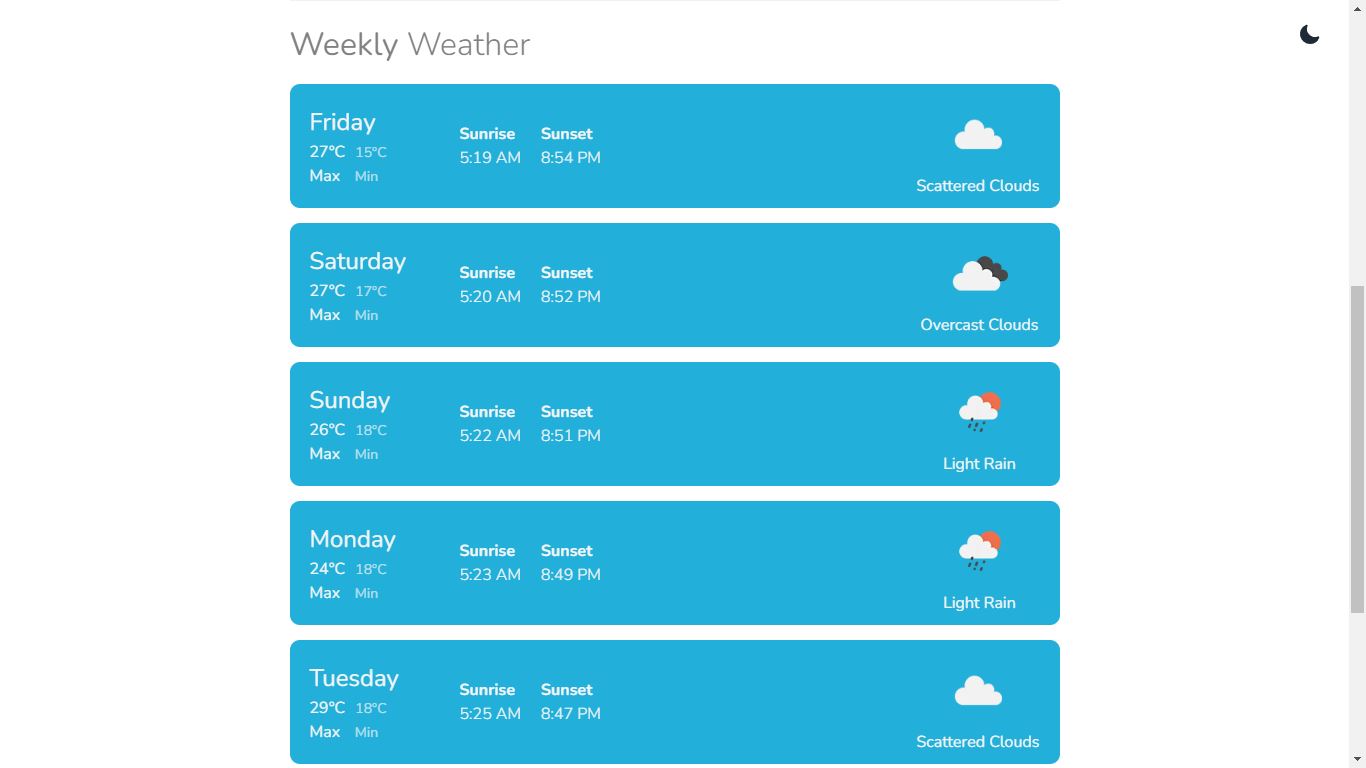 Weekly Weather
Friday
27°C 15°C
Max Min
Sunrise Sunset
5:19 AM 8:54 PM
Scattered Clouds
Saturday
27°C 17°C
Max Min
Sunrise Sunset
5:20 AM 8:52 PM
Overcast Clouds
Sunday
26°C 18°C
Max Min
Sunrise Sunset
5:22 AM 8:51 PM
Light Rain
Monday
24°C 18°C
Max Min
Sunrise Sunset
5:23 AM 8:49 PM
Light Rain
Tuesday
29°C 18°C
Max Min
Sunrise Sunset
5:25 AM 8:47 PM
Scattered Clouds